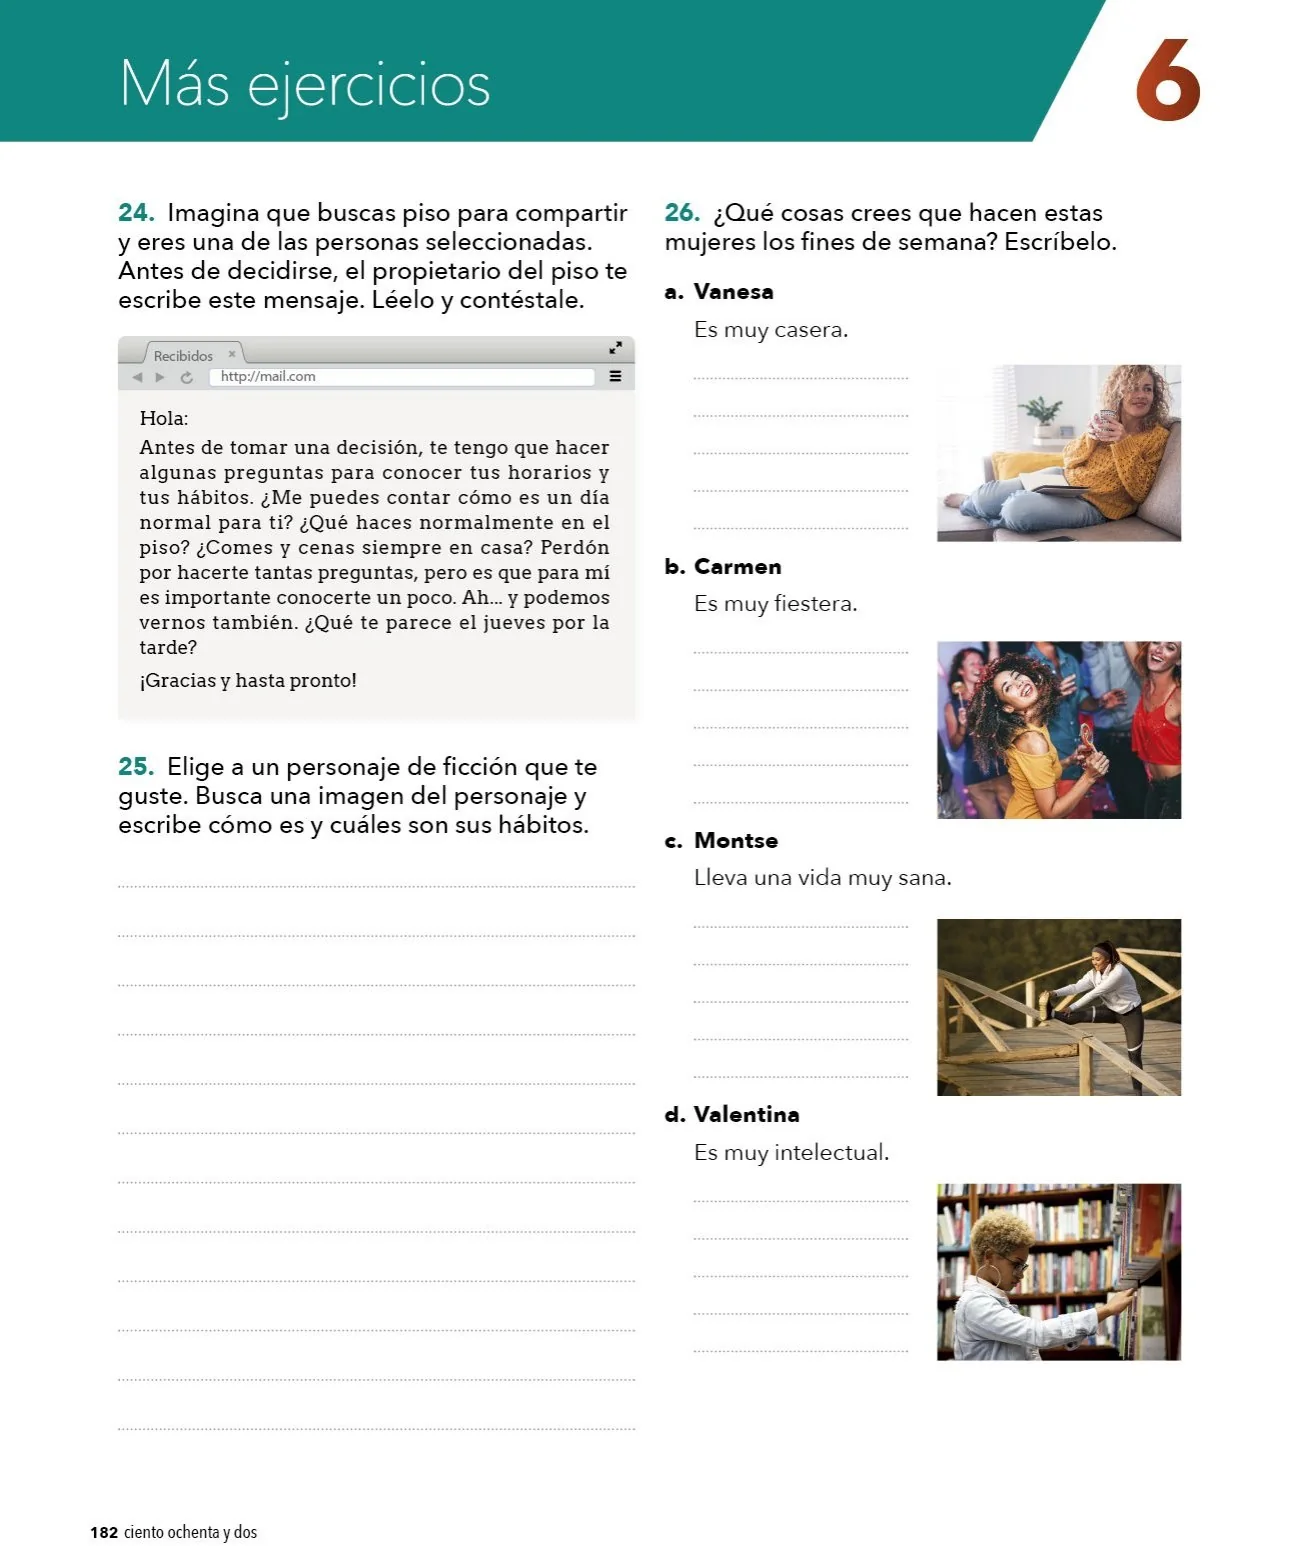 Más ejercicios
6
24. Imagina que buscas piso para compartir
y eres una de las personas seleccionadas.
Antes de decidirse, el propietario del piso te
escribe este mensaje. Léelo y contéstale.
Recibidos ×
http://mail.com
Hola:
Antes de tomar una decisión, te tengo que hacer
algunas preguntas para conocer tus horarios y
tus hábitos. ¿Me puedes contar cómo es un día
normal para ti? ¿Qué haces normalmente en el
piso? ¿Comes y cenas siempre en casa? Perdón
por hacerte tantas preguntas, pero es que para mí
es importante conocerte un poco. Ah... y podemos
vernos también. ¿Qué te parece el jueves por la
tarde?
¡Gracias y hasta pronto!
25. Elige a un personaje de ficción que te
guste. Busca una imagen del personaje y
escribe cómo es y cuáles son sus hábitos.
26. ¿Qué cosas crees que hacen estas
mujeres los fines de semana? Escríbelo.
a. Vanesa
Es muy casera.
b. Carmen
Es muy fiestera.
c. Montse
Lleva una vida muy sana.
d. Valentina
Es muy intelectual.
182 ciento ochenta y dos